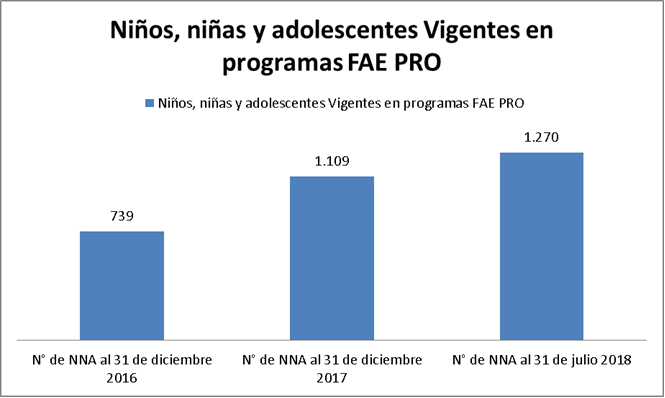 Niños, niñas y adolescentes Vigentes en
programas FAE PRO
Niños, niñas y adolescentes Vigentes en programas FAE PRO
739
1.109
1.270
N° de NNA al 31 de diciembre
2016
N° de NNA al 31 de diciembre
2017
N° de NNA al 31 de julio 2018